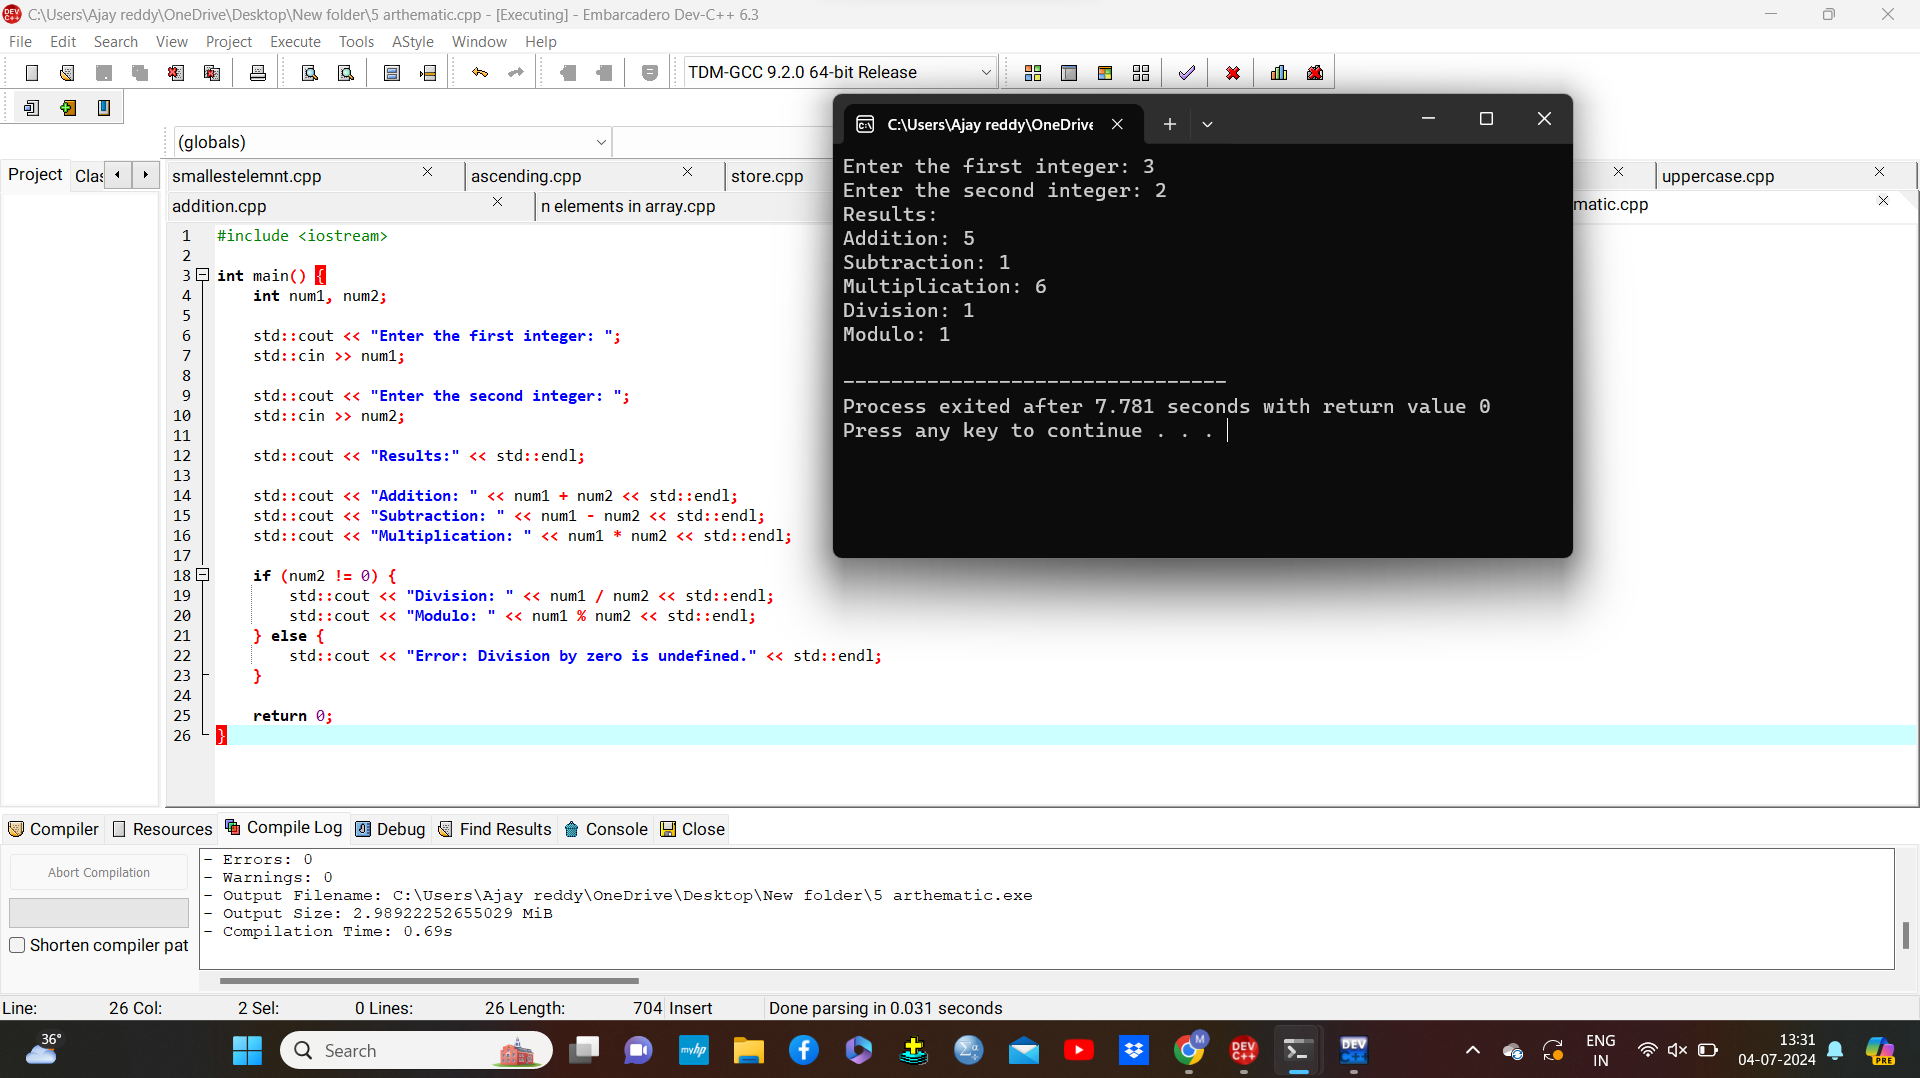 C:\Users\Ajay reddy\OneDrive\Desktop\New folder\5 arthematic.cpp - [Executing] - Embarcadero Dev-C++ 6.3
File Edit Search View Project Execute Tools AStyle Window Help
TDM-GCC 9.2.0 64-bit Release
(globals)
Project Clas
smallestelemnt.cpp ascending.cpp store.cpp uppercase.cpp
addition.cpp n elements in array.cpp matic.cpp
1 #include <iostream>
2
3 int main() {
4 int num1, num2;
5
6 std::cout << "Enter the first integer: ";
7 std::cin >> num1;
8
9 std::cout << "Enter the second integer: ";
10 std::cin >> num2;
11
12 std::cout << "Results:" << std::endl;
13
14 std::cout << "Addition: " << num1 + num2 << std::endl;
15 std::cout << "Subtraction: " << num1 - num2 << std::endl;
16 std::cout << "Multiplication: " << num1 * num2 << std::endl;
17
18 if (num2 != 0) {
19 std::cout << "Division: " << num1 / num2 << std::endl;
20 std::cout << "Modulo: " << num1 % num2 << std::endl;
21 } else {
22 std::cout << "Error: Division by zero is undefined." << std::endl;
23 }
24
25 return 0;
26 }
C:\Users\Ajay reddy\OneDrive
Enter the first integer: 3
Enter the second integer: 2
Results:
Addition: 5
Subtraction: 1
Multiplication: 6
Division: 1
Modulo: 1
--------------------------------
Process exited after 7.781 seconds with return value 0
Press any key to continue . . .
Compiler Resources Compile Log Debug Find Results Console Close
Abort Compilation
Shorten compiler pat
- Errors: 0
- Warnings: 0
- Output Filename: C:\Users\Ajay reddy\OneDrive\Desktop\New folder\5 arthematic.exe
- Output Size: 2.98922252655029 MiB
- Compilation Time: 0.69s
Line: 26 Col: 2 Sel: 0 Lines: 26 Length: 704 Insert Done parsing in 0.031 seconds
36°
Search
myhp
M
DEV C++
DEV C++
ENG
IN
13:31
04-07-2024
PRE